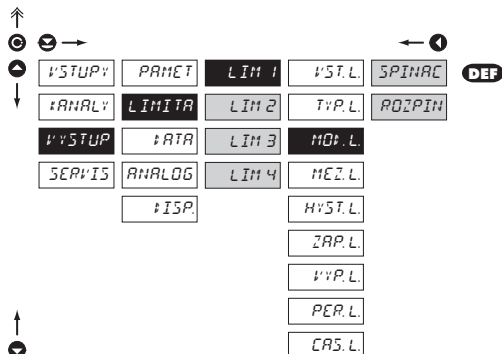 VSTUPY PAMET LIM 1 VST. L. SPINAC DEF
KANALY LIMITA LIM 2 TYP. L. ROZPIN
VYSTUP DATA LIM 3 MOD. L.
SERVIS ANALOG LIM 4 MEZ. L.
DISP. HYST. L.
ZAP. L.
VYP. L.
PER. L.
CAS. L.